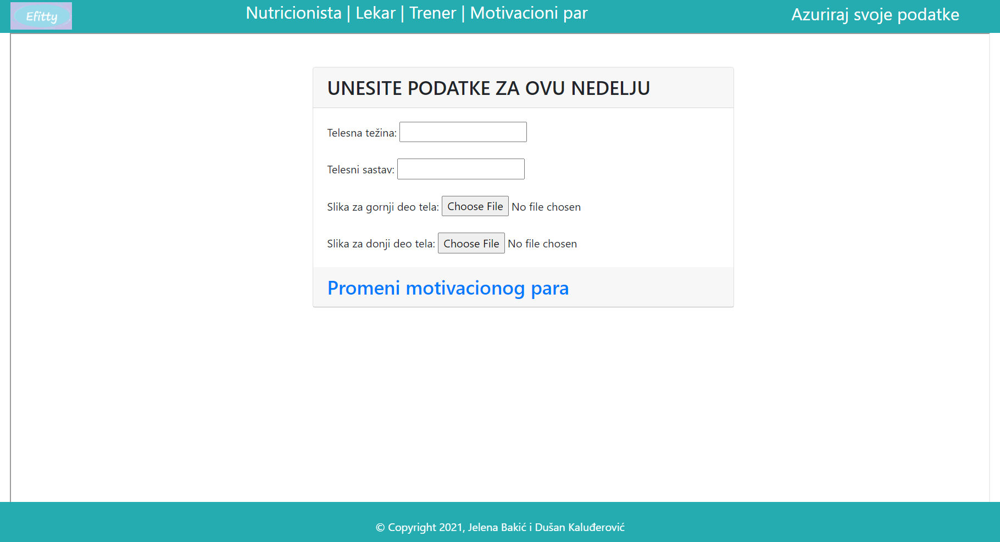 Efitty
Nutricionista | Lekar | Trener | Motivacioni par
Azuriraj svoje podatke
UNESITE PODATKE ZA OVU NEDELJU
Telesna težina:
Telesni sastav:
Slika za gornji deo tela: Choose File No file chosen
Slika za donji deo tela: Choose File No file chosen
Promeni motivacionog para
© Copyright 2021, Jelena Bakić i Dušan Kaluđerović